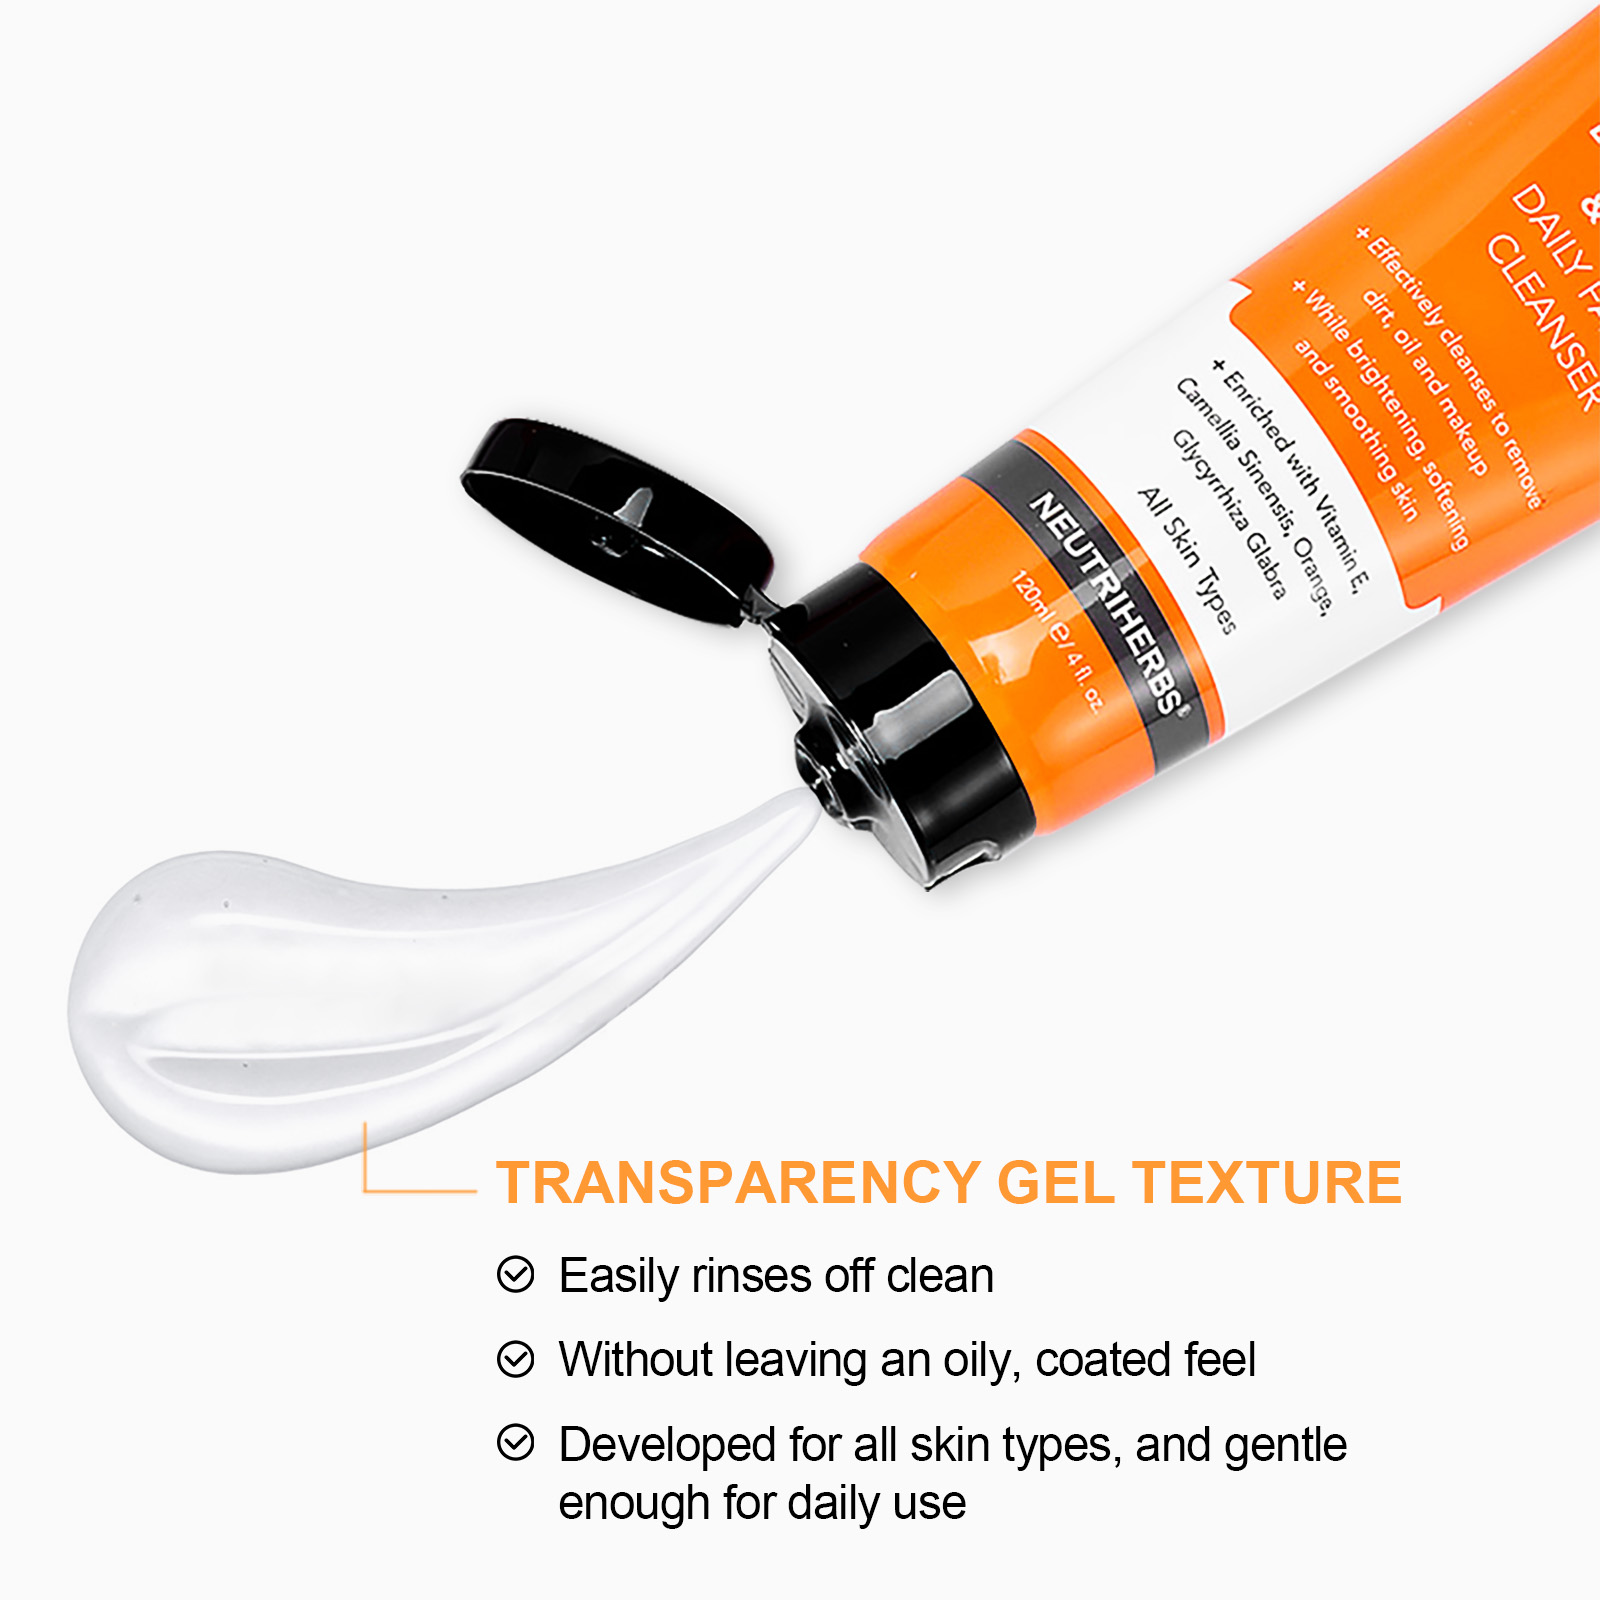 &
DAILY
CLEANSER
+ Effectively cleanses to remove
dirt, oil and makeup
+ While brightening, softening
and smoothing skin
+ Enriched with Vitamin E,
Camellia Sinensis, Orange,
Glycyrrhiza Glabra
All Skin Types
NEUTRIHERBS®
120ml ℮/4 fl. oz.
TRANSPARENCY GEL TEXTURE
Easily rinses off clean
Without leaving an oily, coated feel
Developed for all skin types, and gentle
enough for daily use